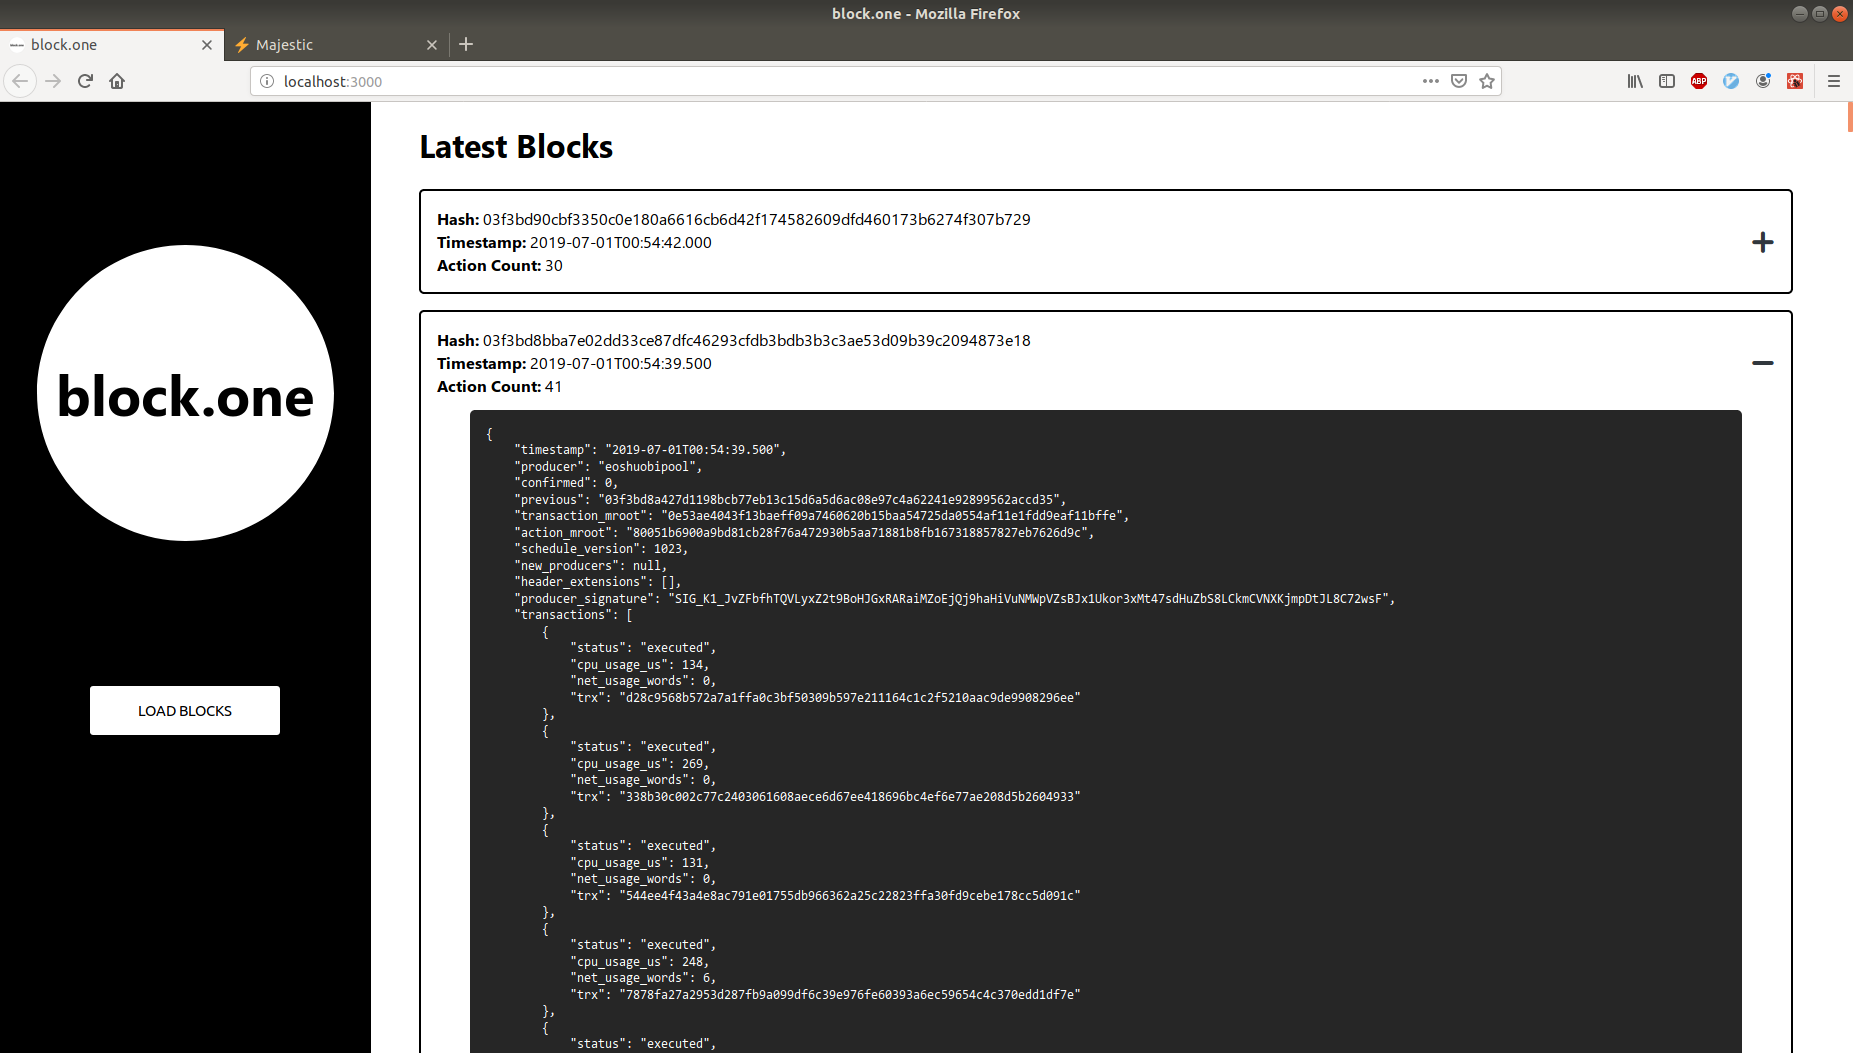 block.one - Mozilla Firefox
block.one
Majestic
localhost:3000
ABP
block.one
LOAD BLOCKS
Latest Blocks
Hash: 03f3bd90cbf3350c0e180a6616cb6d42f174582609dfd460173b6274f307b729
Timestamp: 2019-07-01T00:54:42.000
Action Count: 30
Hash: 03f3bd8bba7e02dd33ce87dfc46293cfdb3bdb3b3c3ae53d09b39c2094873e18
Timestamp: 2019-07-01T00:54:39.500
Action Count: 41
{
"timestamp": "2019-07-01T00:54:39.500",
"producer": "eoshuobipool",
"confirmed": 0,
"previous": "03f3bd8a427d1198bcb77eb13c15d6a5d6ac08e97c4a62241e92899562accd35",
"transaction_mroot": "0e53ae4043f13baeff09a7460620b15baa54725da0554af11e1fdd9eaf11bffe",
"action_mroot": "80051b6900a9bd81cb28f76a472930b5aa71881b8fb167318857827eb7626d9c",
"schedule_version": 1023,
"new_producers": null,
"header_extensions": [],
"producer_signature": "SIG_K1_JvZFbfhTQVLyxZ2t9BoHJGxRARaiMZoEjQj9haHiVuNMWpVZsBJx1Ukor3xMt47sdHuZbS8LCkmCVNXKjmpDtJL8C72wsF",
"transactions": [
{
"status": "executed",
"cpu_usage_us": 134,
"net_usage_words": 0,
"trx": "d28c9568b572a7a1ffa0c3bf50309b597e211164c1c2f5210aac9de9908296ee"
},
{
"status": "executed",
"cpu_usage_us": 269,
"net_usage_words": 0,
"trx": "338b30c002c77c2403061608aece6d67ee418696bc4ef6e77ae208d5b2604933"
},
{
"status": "executed",
"cpu_usage_us": 131,
"net_usage_words": 0,
"trx": "544ee4f43a4e8ac791e01755db966362a25c22823ffa30fd9cebe178cc5d091c"
},
{
"status": "executed",
"cpu_usage_us": 248,
"net_usage_words": 6,
"trx": "7878fa27a2953d287fb9a099df6c39e976fe60393a6ec59654c4c370edd1df7e"
},
{
"status": "executed",